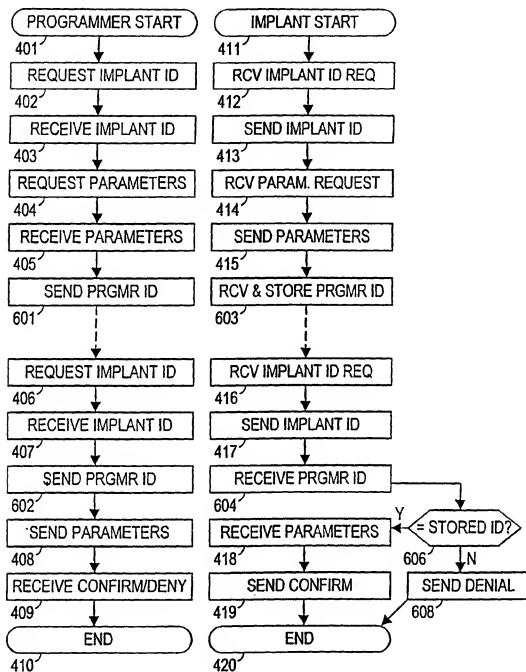 PROGRAMMER START
401
REQUEST IMPLANT ID
402
RECEIVE IMPLANT ID
403
REQUEST PARAMETERS
404
RECEIVE PARAMETERS
405
SEND PRGMR ID
601
REQUEST IMPLANT ID
406
RECEIVE IMPLANT ID
407
SEND PRGMR ID
602
SEND PARAMETERS
408
RECEIVE CONFIRM/DENY
409
END
410
IMPLANT START
411
RCV IMPLANT ID REQ
412
SEND IMPLANT ID
413
RCV PARAM. REQUEST
414
SEND PARAMETERS
415
RCV & STORE PRGMR ID
603
RCV IMPLANT ID REQ
416
SEND IMPLANT ID
417
RECEIVE PRGMR ID
604
Y
= STORED ID?
606
N
RECEIVE PARAMETERS
418
SEND CONFIRM
419
SEND DENIAL
608
END
420